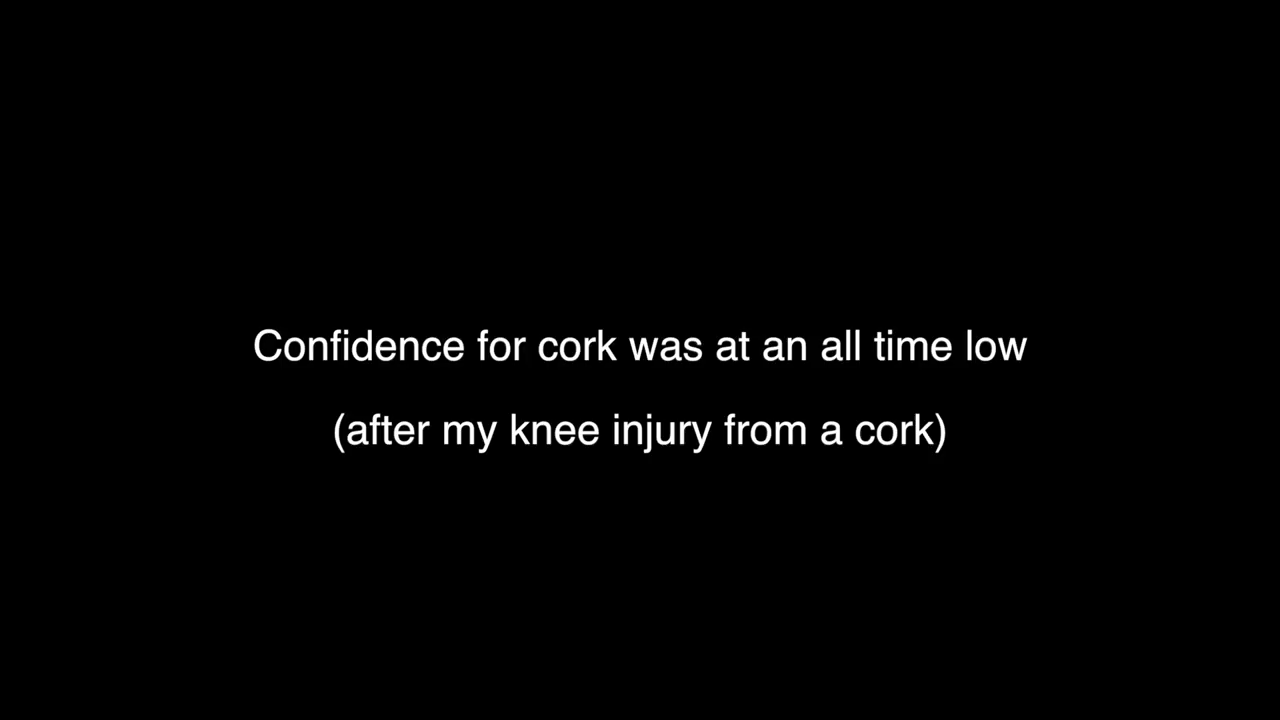 Confidence for cork was at an all time low
(after my knee injury from a cork)